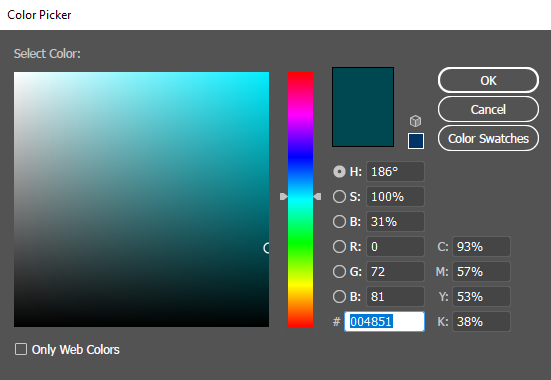 Color Picker
Select Color:
OK
Cancel
Color Swatches
H: 186°
S: 100%
B: 31%
R: 0 C: 93%
G: 72 M: 57%
B: 81 Y: 53%
# 004851 K: 38%
Only Web Colors